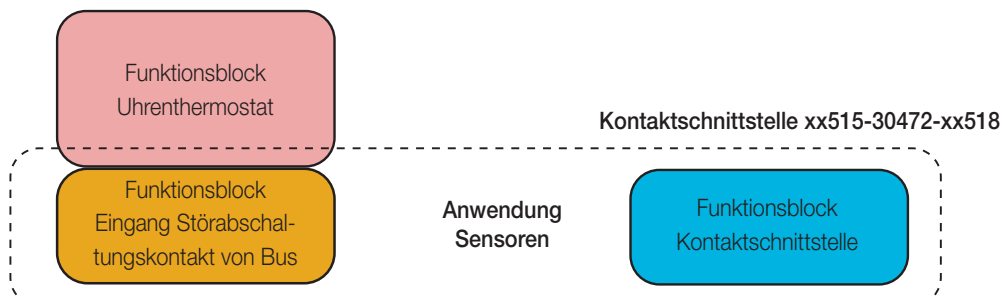 Funktionsblock
Uhrenthermostat
Kontaktschnittstelle xx515-30472-xx518
Funktionsblock
Eingang Störabschal-
tungskontakt von Bus
Anwendung
Sensoren
Funktionsblock
Kontaktschnittstelle